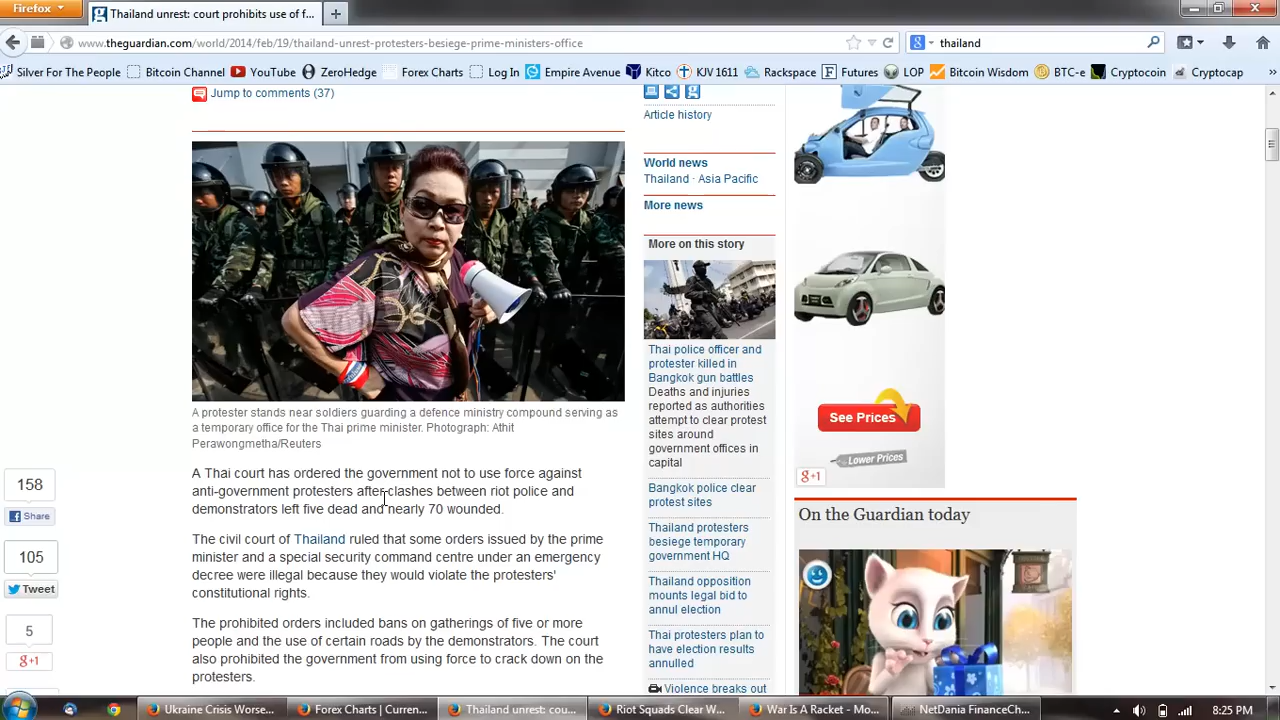 Firefox
Thailand unrest: court prohibits use of f...
www.theguardian.com/world/2014/feb/19/thailand-unrest-protesters-besiege-prime-ministers-office
thailand
Silver For The People
Bitcoin Channel
YouTube
ZeroHedge
Forex Charts
Log In
Empire Avenue
Kitco
KJV 1611
Rackspace
Futures
LOP
Bitcoin Wisdom
BTC-e
Cryptocoin
Cryptocap
»
Jump to comments (37)
A protester stands near soldiers guarding a defence ministry compound serving as
a temporary office for the Thai prime minister. Photograph: Athit
Perawongmetha/Reuters
A Thai court has ordered the government not to use force against
anti-government protesters after clashes between riot police and
demonstrators left five dead and nearly 70 wounded.
The civil court of Thailand ruled that some orders issued by the prime
minister and a special security command centre under an emergency
decree were illegal because they would violate the protesters'
constitutional rights.
The prohibited orders included bans on gatherings of five or more
people and the use of certain roads by the demonstrators. The court
also prohibited the government from using force to crack down on the
protesters.
158
Share
105
Tweet
5
g+1
Article history
World news
Thailand · Asia Pacific
More news
More on this story
Thai police officer and
protester killed in
Bangkok gun battles
Deaths and injuries
reported as authorities
attempt to clear protest
sites around
government offices in
capital
Bangkok police clear
protest sites
Thailand protesters
besiege temporary
government HQ
Thailand opposition
mounts legal bid to
annul election
Thai protesters plan to
have election results
annulled
Violence breaks out
See Prices
Lower Prices
g+1
On the Guardian today
Ukraine Crisis Worse...
Forex Charts | Curren...
Thailand unrest: cou...
Riot Squads Clear W...
War Is A Racket - Mo...
NetDania FinanceCh...
8:25 PM